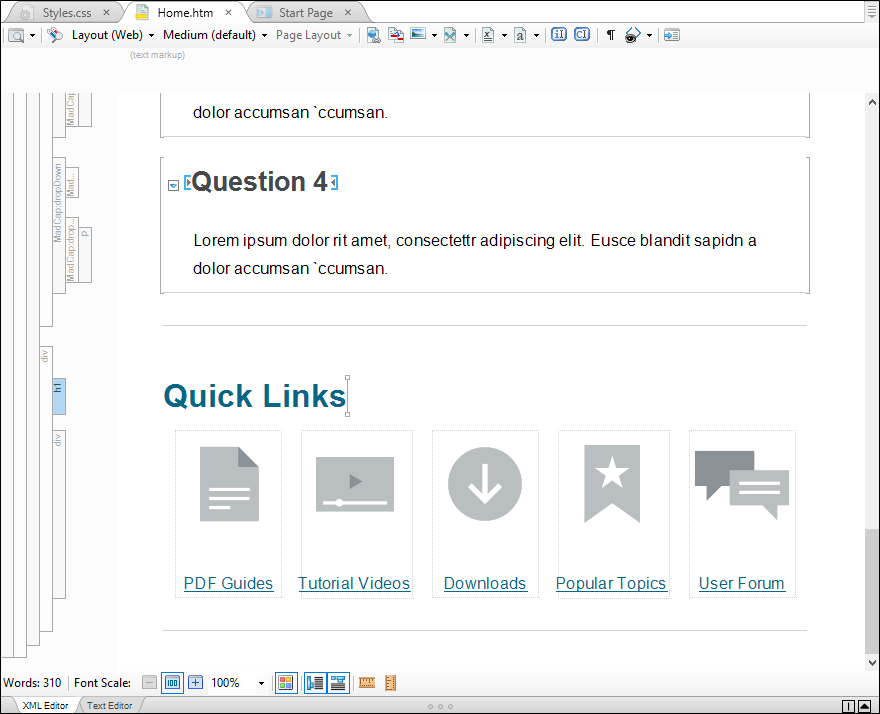 Styles.css
Home.htm
Start Page
Layout (Web)
Medium (default)
Page Layout
(text markup)
MadCap
dolor accumsan `ccumsan.
MadCap:dropDown
Mad...
MadCap:drop...
p
Question 4
Lorem ipsum dolor rit amet, consectettr adipiscing elit. Eusce blandit sapidn a
dolor accumsan `ccumsan.
div
h1
div
Quick Links
PDF Guides
Tutorial Videos
Downloads
Popular Topics
User Forum
Words: 310
Font Scale:
100
100%
XML Editor
Text Editor